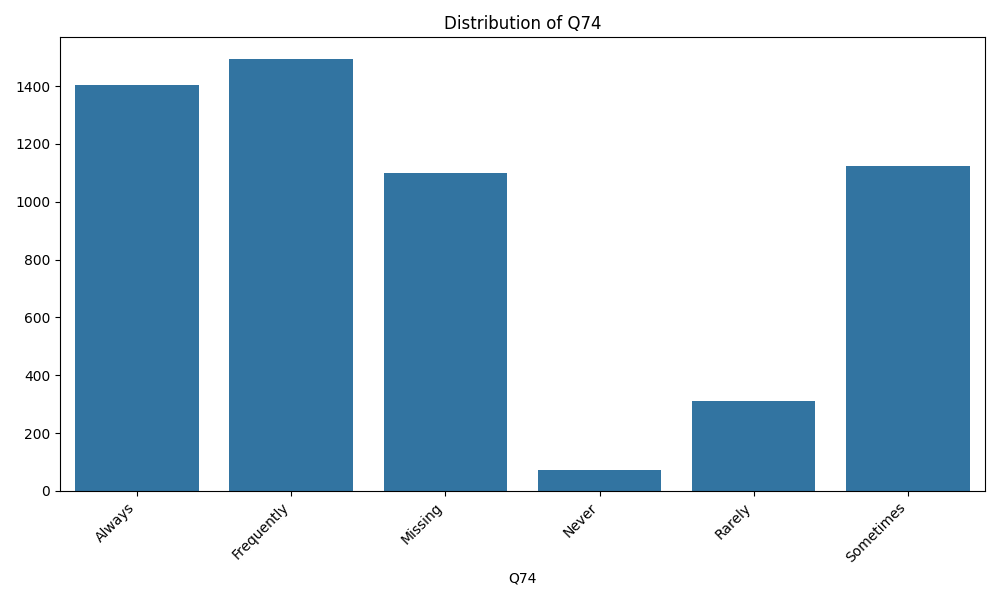 Distribution of Q74
1400
1200
1000
800
600
400
200
0
Always
Frequently
Missing
Never
Rarely
Sometimes
Q74